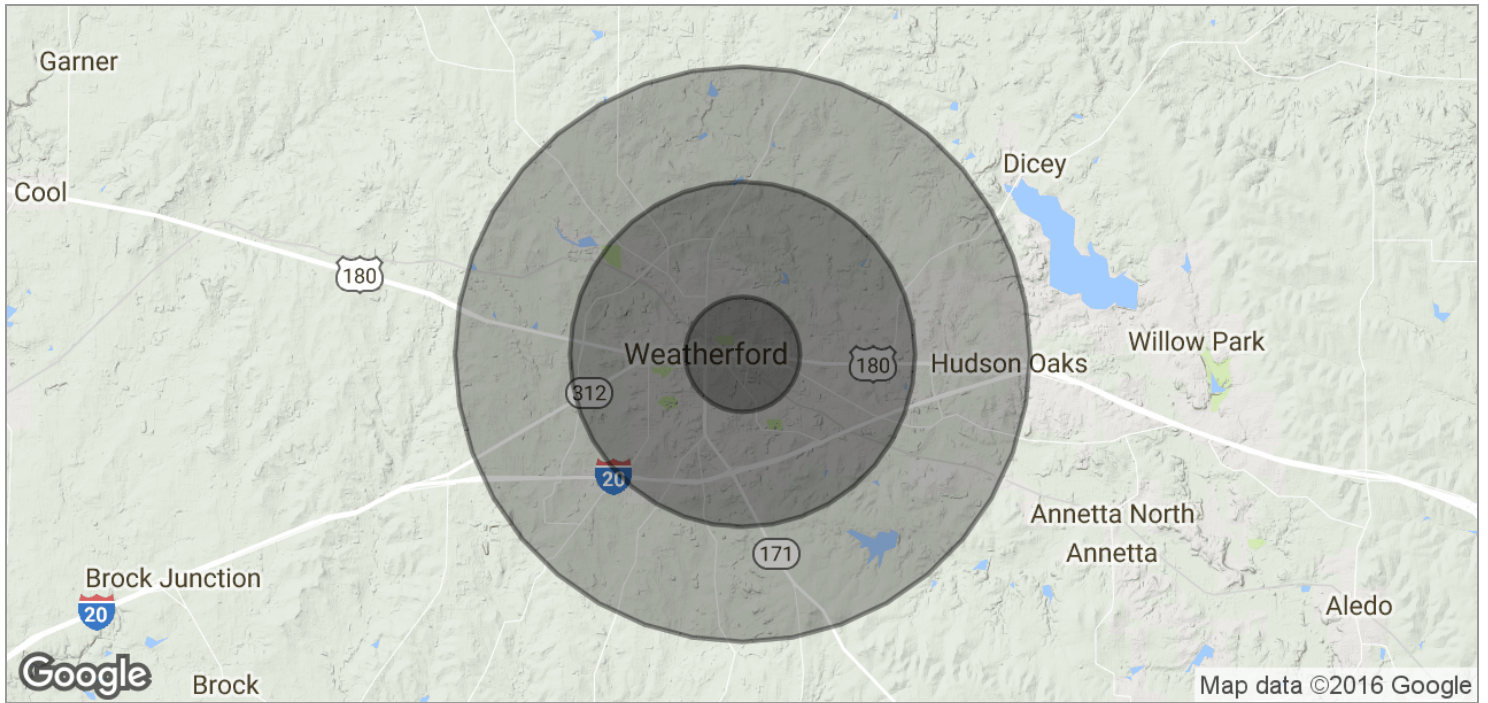 Garner
Dicey
Cool
180
Willow Park
Weatherford
180
Hudson Oaks
312
20
Annetta North
171
Annetta
Brock Junction
20
Aledo
Google
Brock
Map data ©2016 Google